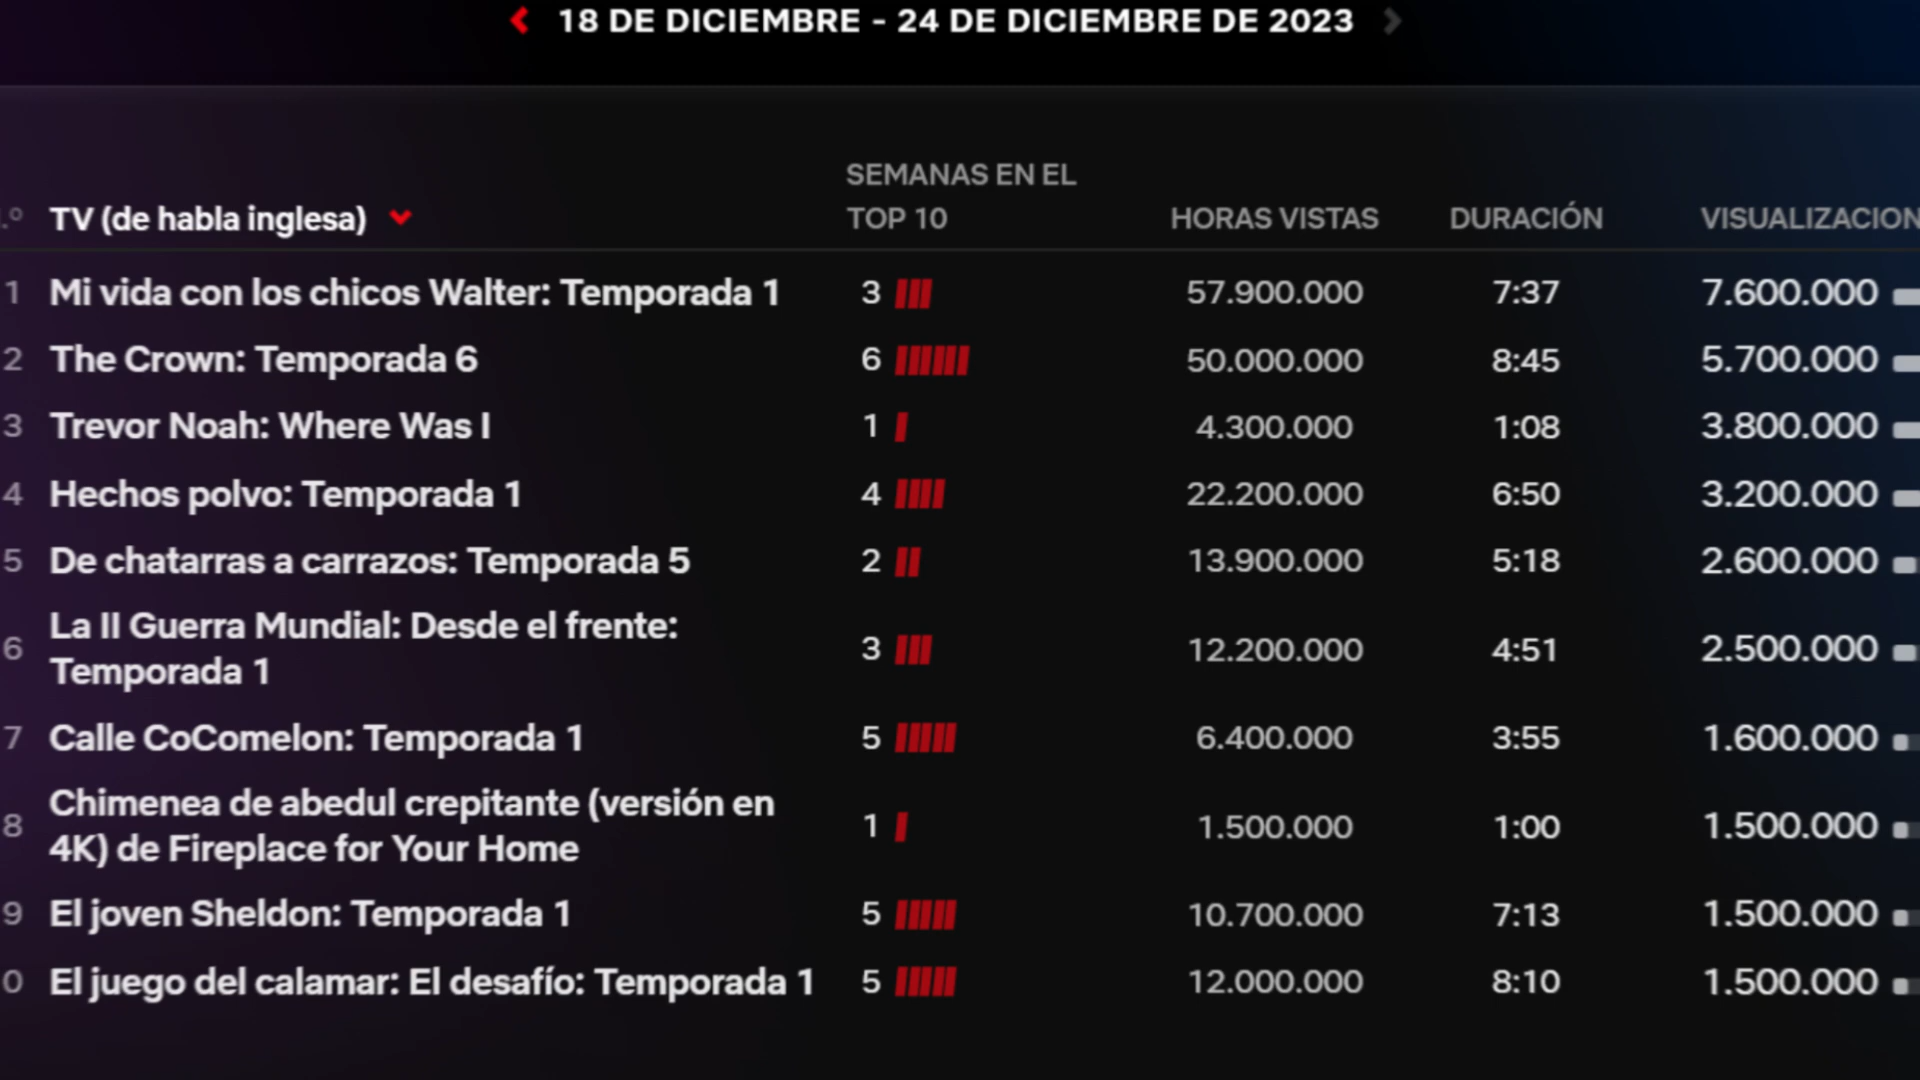 18 DE DICIEMBRE - 24 DE DICIEMBRE DE 2023
SEMANAS EN EL
.º TV (de habla inglesa) TOP 10 HORAS VISTAS DURACIÓN VISUALIZACION
1 Mi vida con los chicos Walter: Temporada 1 3 57.900.000 7:37 7.600.000
2 The Crown: Temporada 6 6 50.000.000 8:45 5.700.000
3 Trevor Noah: Where Was I 1 4.300.000 1:08 3.800.000
4 Hechos polvo: Temporada 1 4 22.200.000 6:50 3.200.000
5 De chatarras a carrazos: Temporada 5 2 13.900.000 5:18 2.600.000
La II Guerra Mundial: Desde el frente:
6 Temporada 1 3 12.200.000 4:51 2.500.000
7 Calle CoComelon: Temporada 1 5 6.400.000 3:55 1.600.000
Chimenea de abedul crepitante (versión en
8 4K) de Fireplace for Your Home 1 1.500.000 1:00 1.500.000
9 El joven Sheldon: Temporada 1 5 10.700.000 7:13 1.500.000
0 El juego del calamar: El desafío: Temporada 1 5 12.000.000 8:10 1.500.000